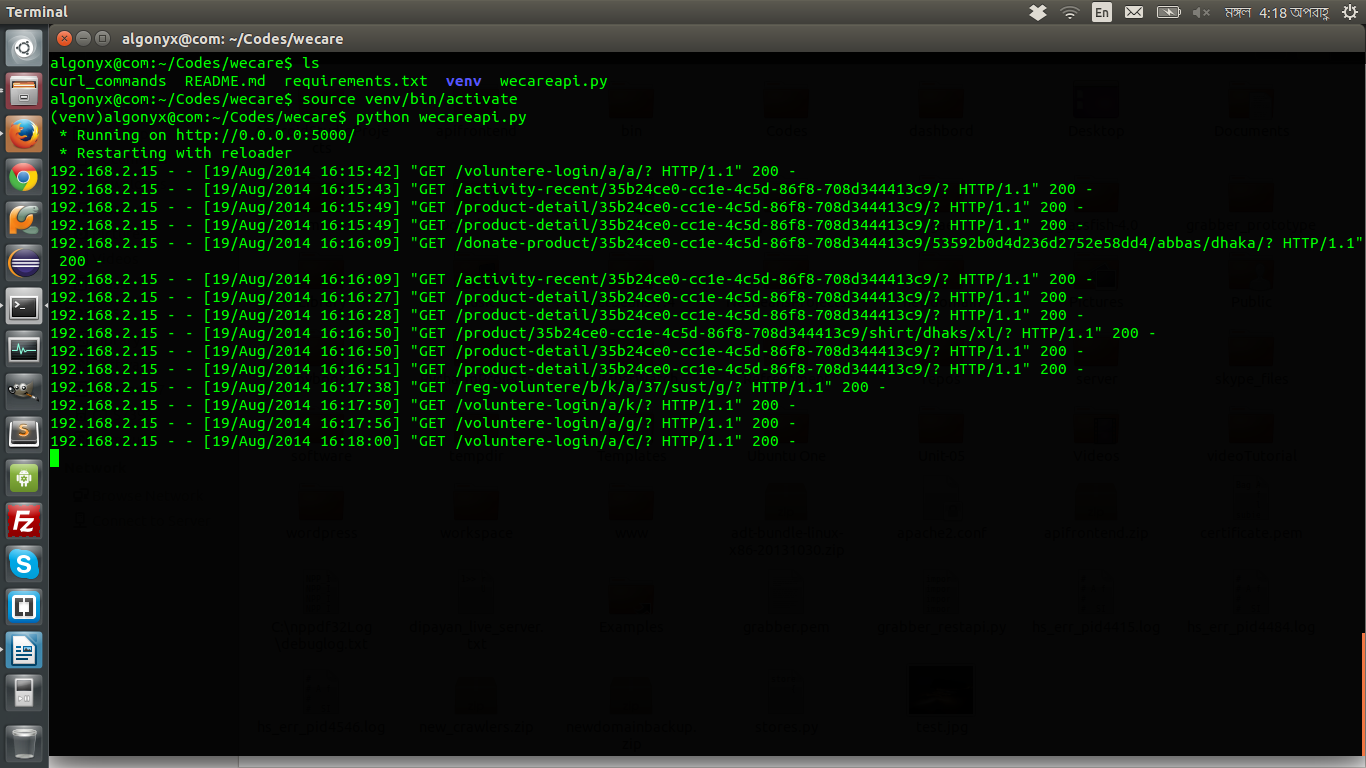 Terminal
En
মঙ্গল 4:18 অপরাহ্ণ
algonyx@com: ~/Codes/wecare
algonyx@com:~/Codes/wecare$ ls
curl_commands README.md requirements.txt venv wecareapi.py
algonyx@com:~/Codes/wecare$ source venv/bin/activate
(venv)algonyx@com:~/Codes/wecare$ python wecareapi.py
* Running on http://0.0.0.0:5000/
* Restarting with reloader
192.168.2.15 - - [19/Aug/2014 16:15:42] "GET /voluntere-login/a/a/? HTTP/1.1" 200 -
192.168.2.15 - - [19/Aug/2014 16:15:43] "GET /activity-recent/35b24ce0-cc1e-4c5d-86f8-708d344413c9/? HTTP/1.1" 200 -
192.168.2.15 - - [19/Aug/2014 16:15:49] "GET /product-detail/35b24ce0-cc1e-4c5d-86f8-708d344413c9/? HTTP/1.1" 200 -
192.168.2.15 - - [19/Aug/2014 16:15:49] "GET /product-detail/35b24ce0-cc1e-4c5d-86f8-708d344413c9/? HTTP/1.1" 200 -
192.168.2.15 - - [19/Aug/2014 16:16:09] "GET /donate-product/35b24ce0-cc1e-4c5d-86f8-708d344413c9/53592b0d4d236d2752e58dd4/abbas/dhaka/? HTTP/1.1"
200 -
192.168.2.15 - - [19/Aug/2014 16:16:09] "GET /activity-recent/35b24ce0-cc1e-4c5d-86f8-708d344413c9/? HTTP/1.1" 200 -
192.168.2.15 - - [19/Aug/2014 16:16:27] "GET /product-detail/35b24ce0-cc1e-4c5d-86f8-708d344413c9/? HTTP/1.1" 200 -
192.168.2.15 - - [19/Aug/2014 16:16:28] "GET /product-detail/35b24ce0-cc1e-4c5d-86f8-708d344413c9/? HTTP/1.1" 200 -
192.168.2.15 - - [19/Aug/2014 16:16:50] "GET /product/35b24ce0-cc1e-4c5d-86f8-708d344413c9/shirt/dhaks/xl/? HTTP/1.1" 200 -
192.168.2.15 - - [19/Aug/2014 16:16:50] "GET /product-detail/35b24ce0-cc1e-4c5d-86f8-708d344413c9/? HTTP/1.1" 200 -
192.168.2.15 - - [19/Aug/2014 16:16:51] "GET /product-detail/35b24ce0-cc1e-4c5d-86f8-708d344413c9/? HTTP/1.1" 200 -
192.168.2.15 - - [19/Aug/2014 16:17:38] "GET /reg-voluntere/b/k/a/37/sust/g/? HTTP/1.1" 200 -
192.168.2.15 - - [19/Aug/2014 16:17:50] "GET /voluntere-login/a/k/? HTTP/1.1" 200 -
192.168.2.15 - - [19/Aug/2014 16:17:56] "GET /voluntere-login/a/g/? HTTP/1.1" 200 -
192.168.2.15 - - [19/Aug/2014 16:18:00] "GET /voluntere-login/a/c/? HTTP/1.1" 200 -